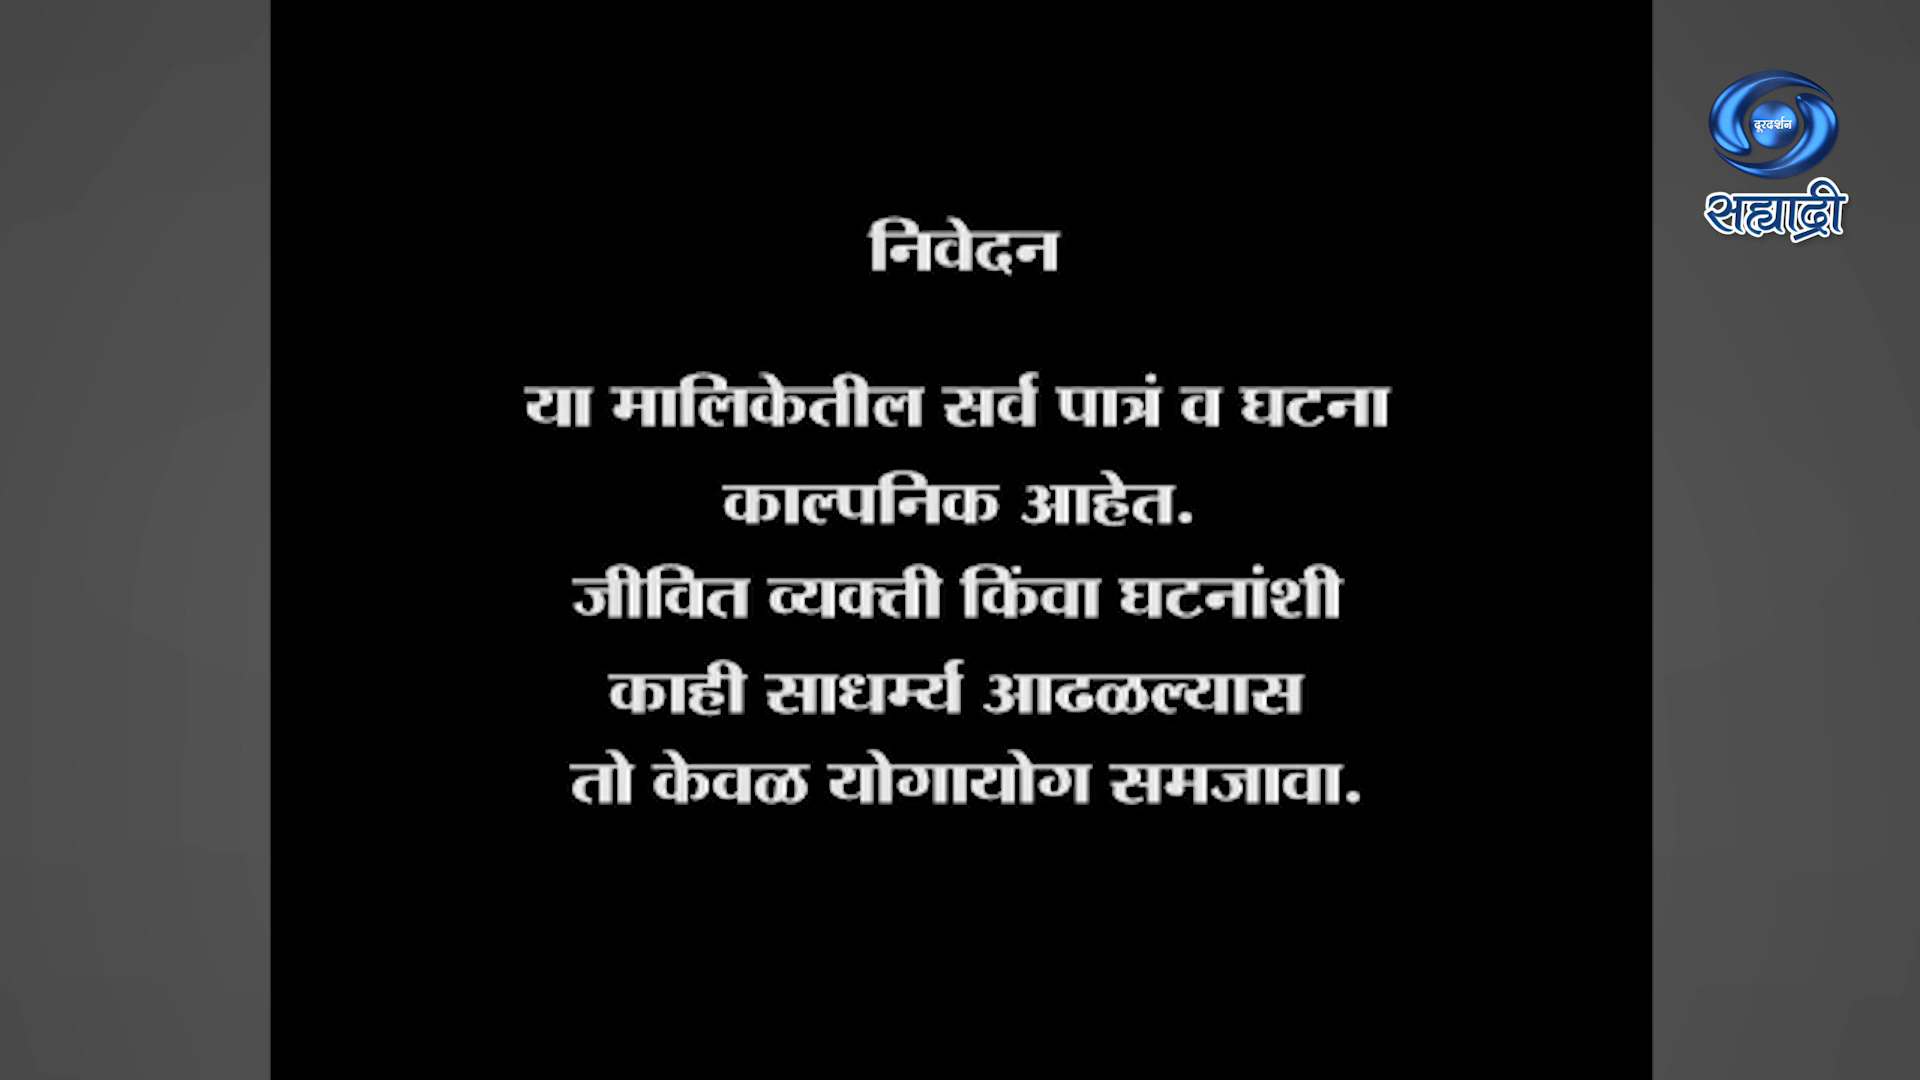 निवेदन
या मालिकेतील सर्व पात्रं व घटना
काल्पनिक आहेत.
जीवित व्यक्ती किंवा घटनांशी
काही साधर्म्य आढळल्यास
तो केवळ योगायोग समजावा.
दूरदर्शन
सह्याद्री